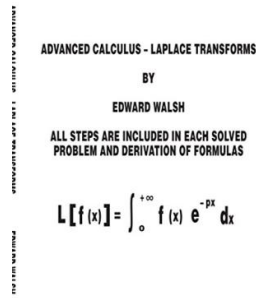 ADVANCED CALCULUS – LAPLACE TRANSFORMS
BY
EDWARD WALSH
ALL STEPS ARE INCLUDED IN EACH SOLVED
PROBLEM AND DERIVATION OF FORMULAS
L[f(x)] = ∫₀^{+∞} f(x) e^{-px} dx